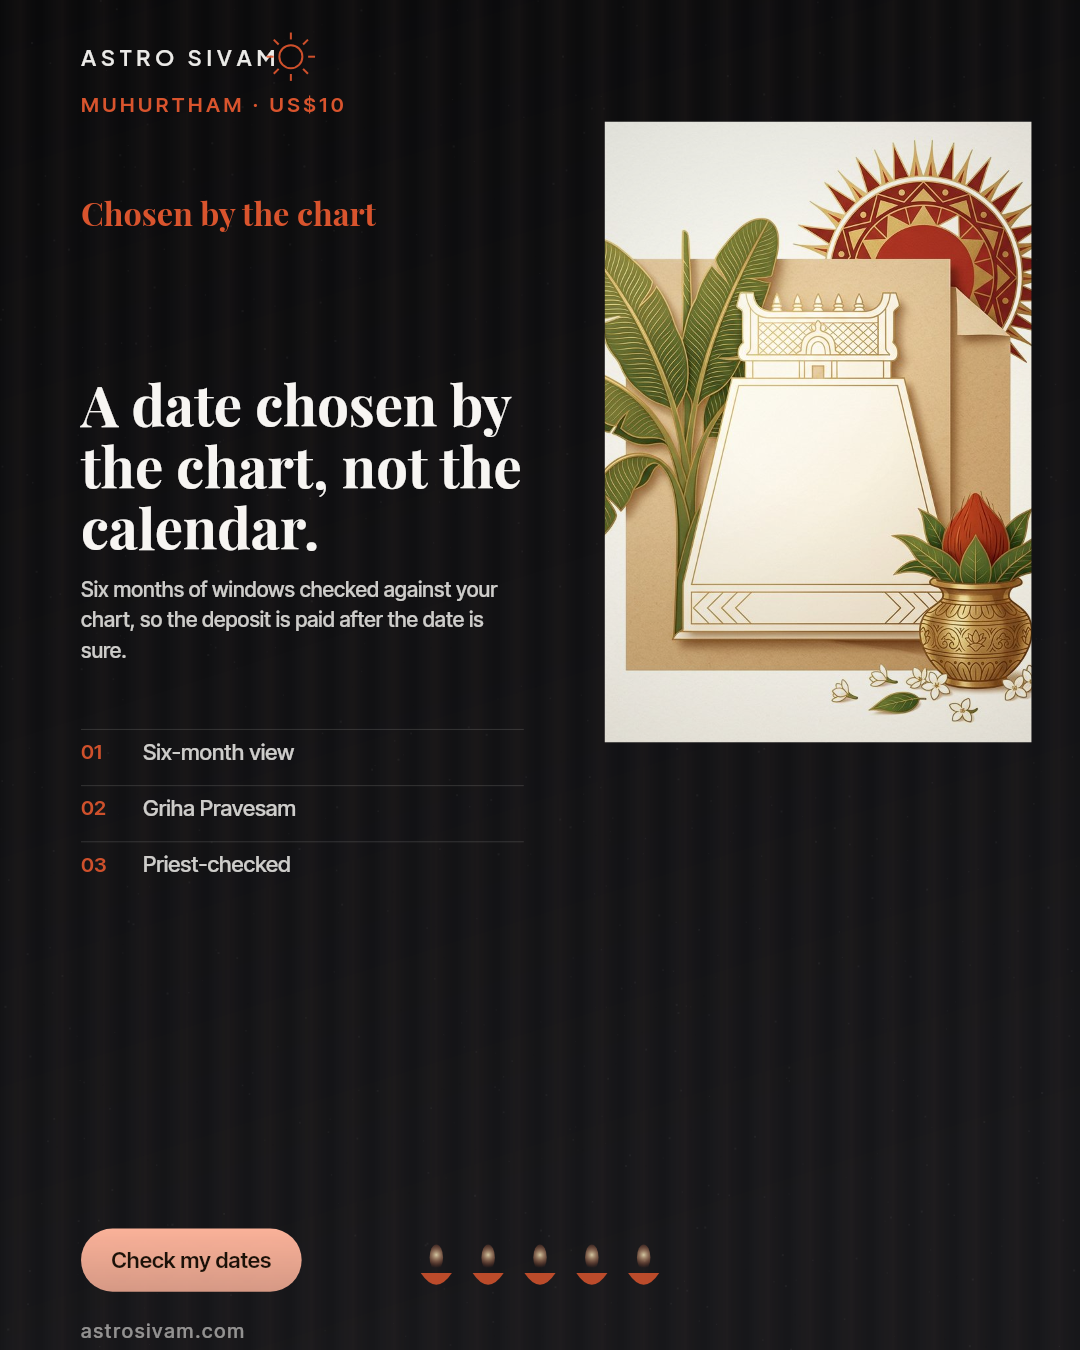 ASTRO SIVAM
MUHURTHAM · US$10
Chosen by the chart
A date chosen by
the chart, not the
calendar.
Six months of windows checked against your
chart, so the deposit is paid after the date is
sure.
01 Six-month view
02 Griha Pravesam
03 Priest-checked
Check my dates
astrosivam.com